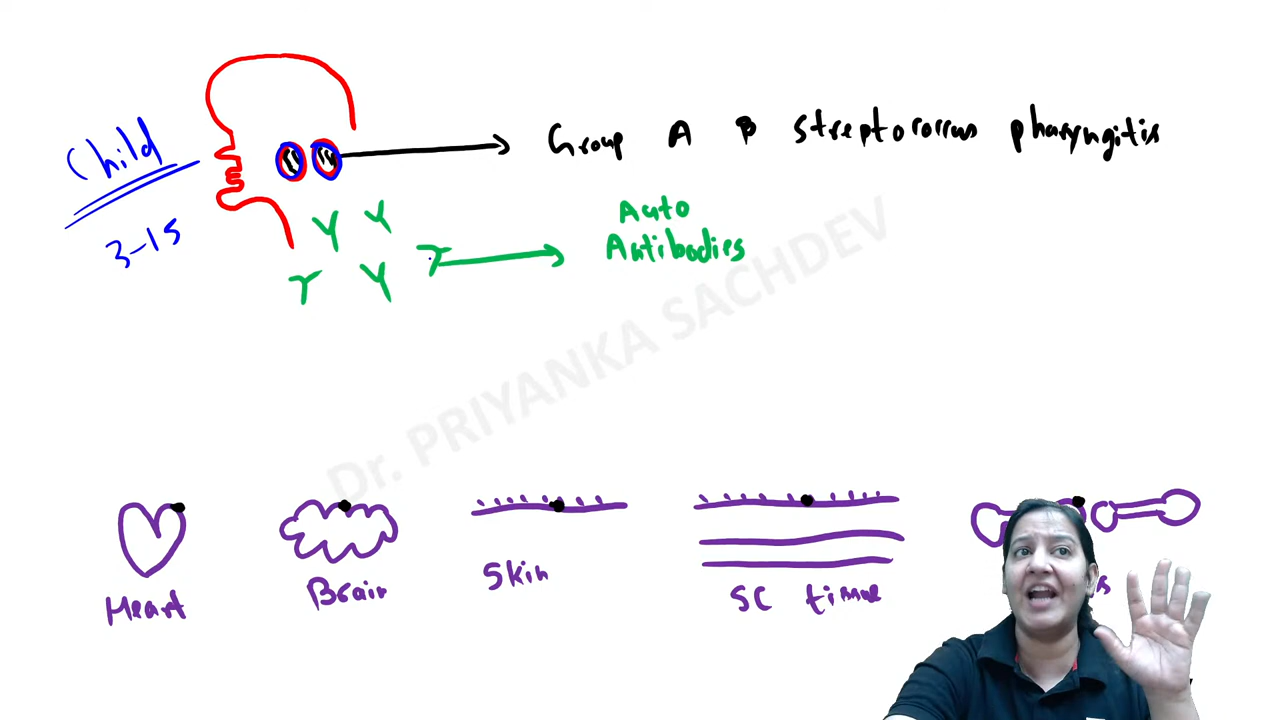 Child
3-15
Group A β streptococcus pharyngitis
Auto
Antibodies
Dr. PRIYANKA SACHDEV
Heart
Brain
Skin
SC tissue